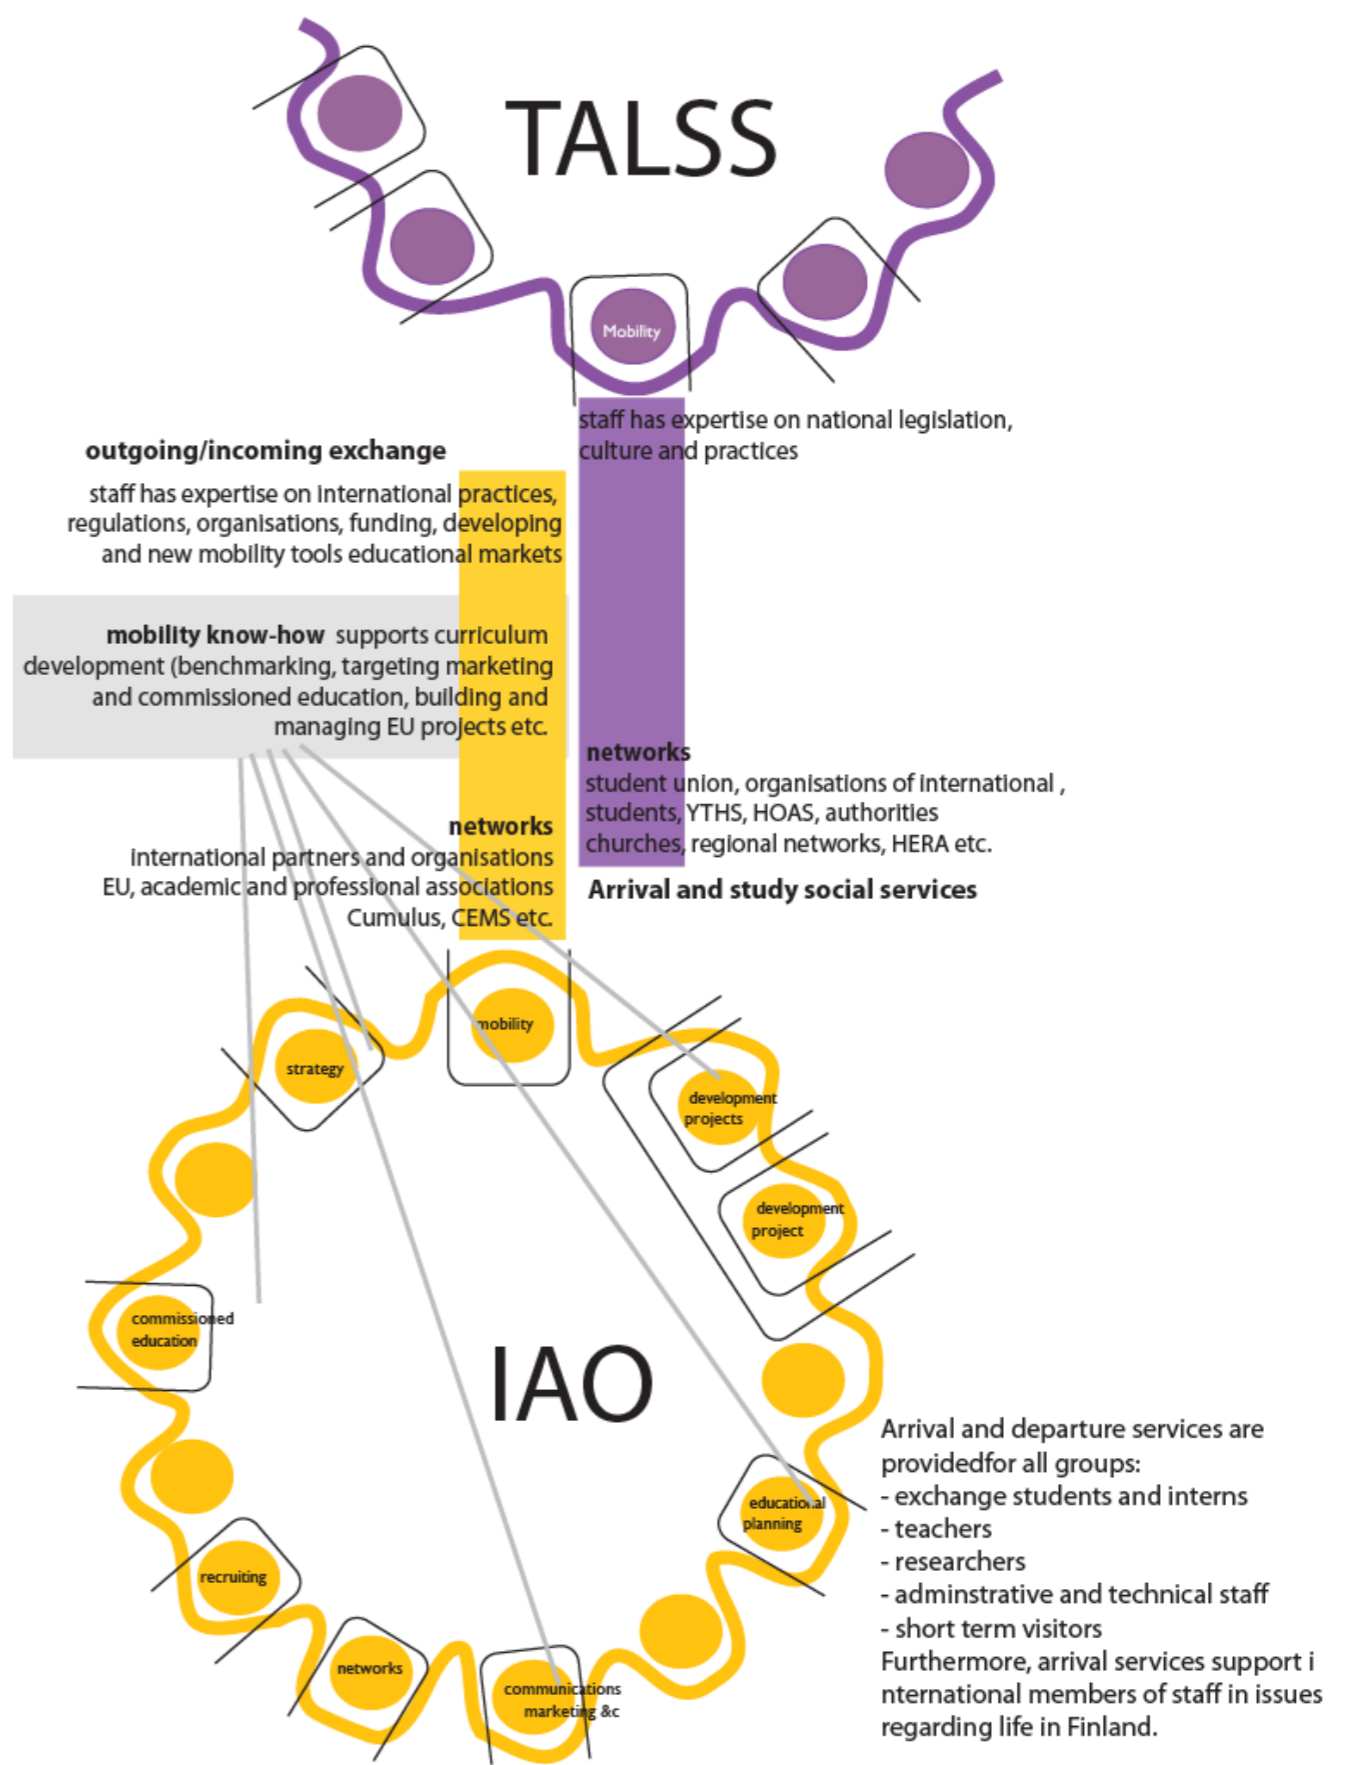 TALSS
Mobility
staff has expertise on national legislation,
culture and practices
outgoing/incoming exchange
staff has expertise on international practices,
regulations, organisations, funding, developing
and new mobility tools educational markets
mobility know-how supports curriculum
development (benchmarking, targeting marketing
and commissioned education, building and
managing EU projects etc.
networks
student union, organisations of international ,
students, YTHS, HOAS, authorities
churches, regional networks, HERA etc.
Arrival and study social services
networks
international partners and organisations
EU, academic and professional associations
Cumulus, CEMS etc.
mobility
strategy
development
projects
development
project
commissioned
education
IAO
educational
planning
recruiting
networks
communications
marketing &c
Arrival and departure services are
providedfor all groups:
- exchange students and interns
- teachers
- researchers
- adminstrative and technical staff
- short term visitors
Furthermore, arrival services support i
nternational members of staff in issues
regarding life in Finland.